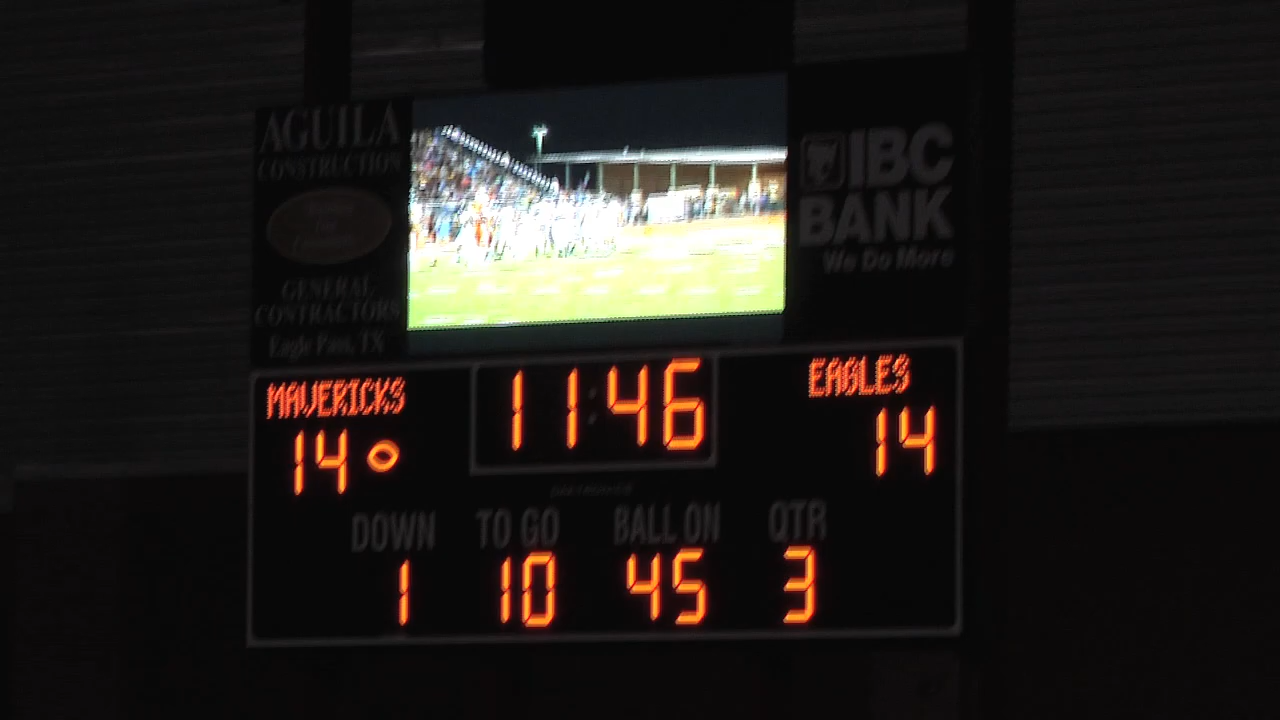 AGUILA
CONSTRUCTION
GENERAL
CONTRACTORS
Eagle Pass, TX
IBC
BANK
We Do More
MAVERICKS
14
11:46
EAGLES
14
DOWN
TO GO
BALL ON
QTR
1
10
45
3